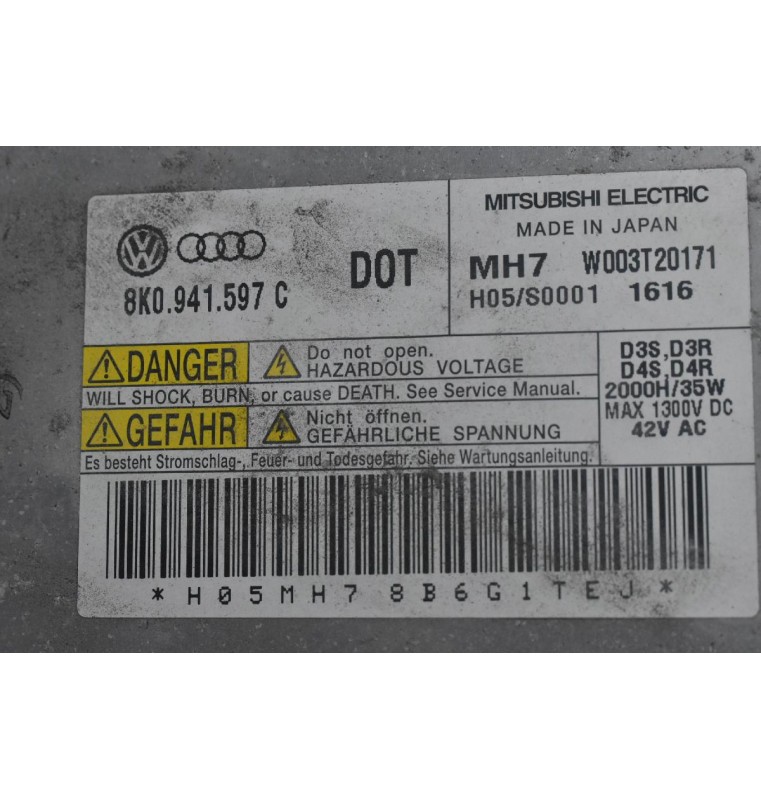 MITSUBISHI ELECTRIC
MADE IN JAPAN
MH7 W003T20171
H05/S0001 1616
VW
8K0.941.597 C
DOT
DANGER
Do not open.
HAZARDOUS VOLTAGE
WILL SHOCK, BURN, or cause DEATH. See Service Manual.
GEFAHR
Nicht öffnen.
GEFÄHRLICHE SPANNUNG
Es besteht Stromschlag-, Feuer- und Todesgefahr. Siehe Wartungsanleitung.
D3S,D3R
D4S,D4R
2000H/35W
MAX 1300V DC
42V AC
*H05MH78B6G1TEJ*